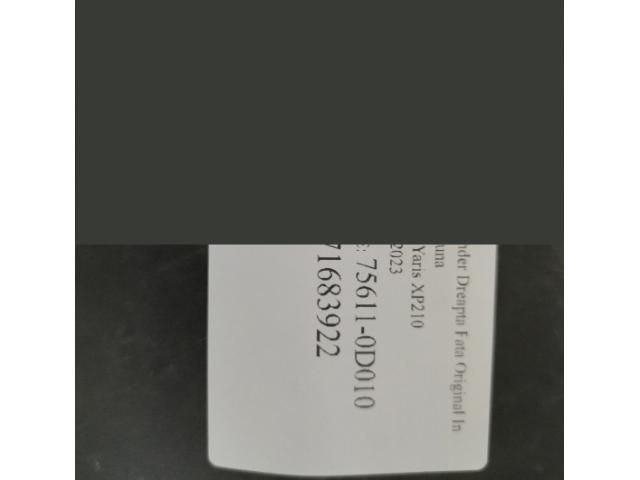 nder Dreapta Fata Original In
una
Yaris XP210
2023
: 75611-0D010
71683922